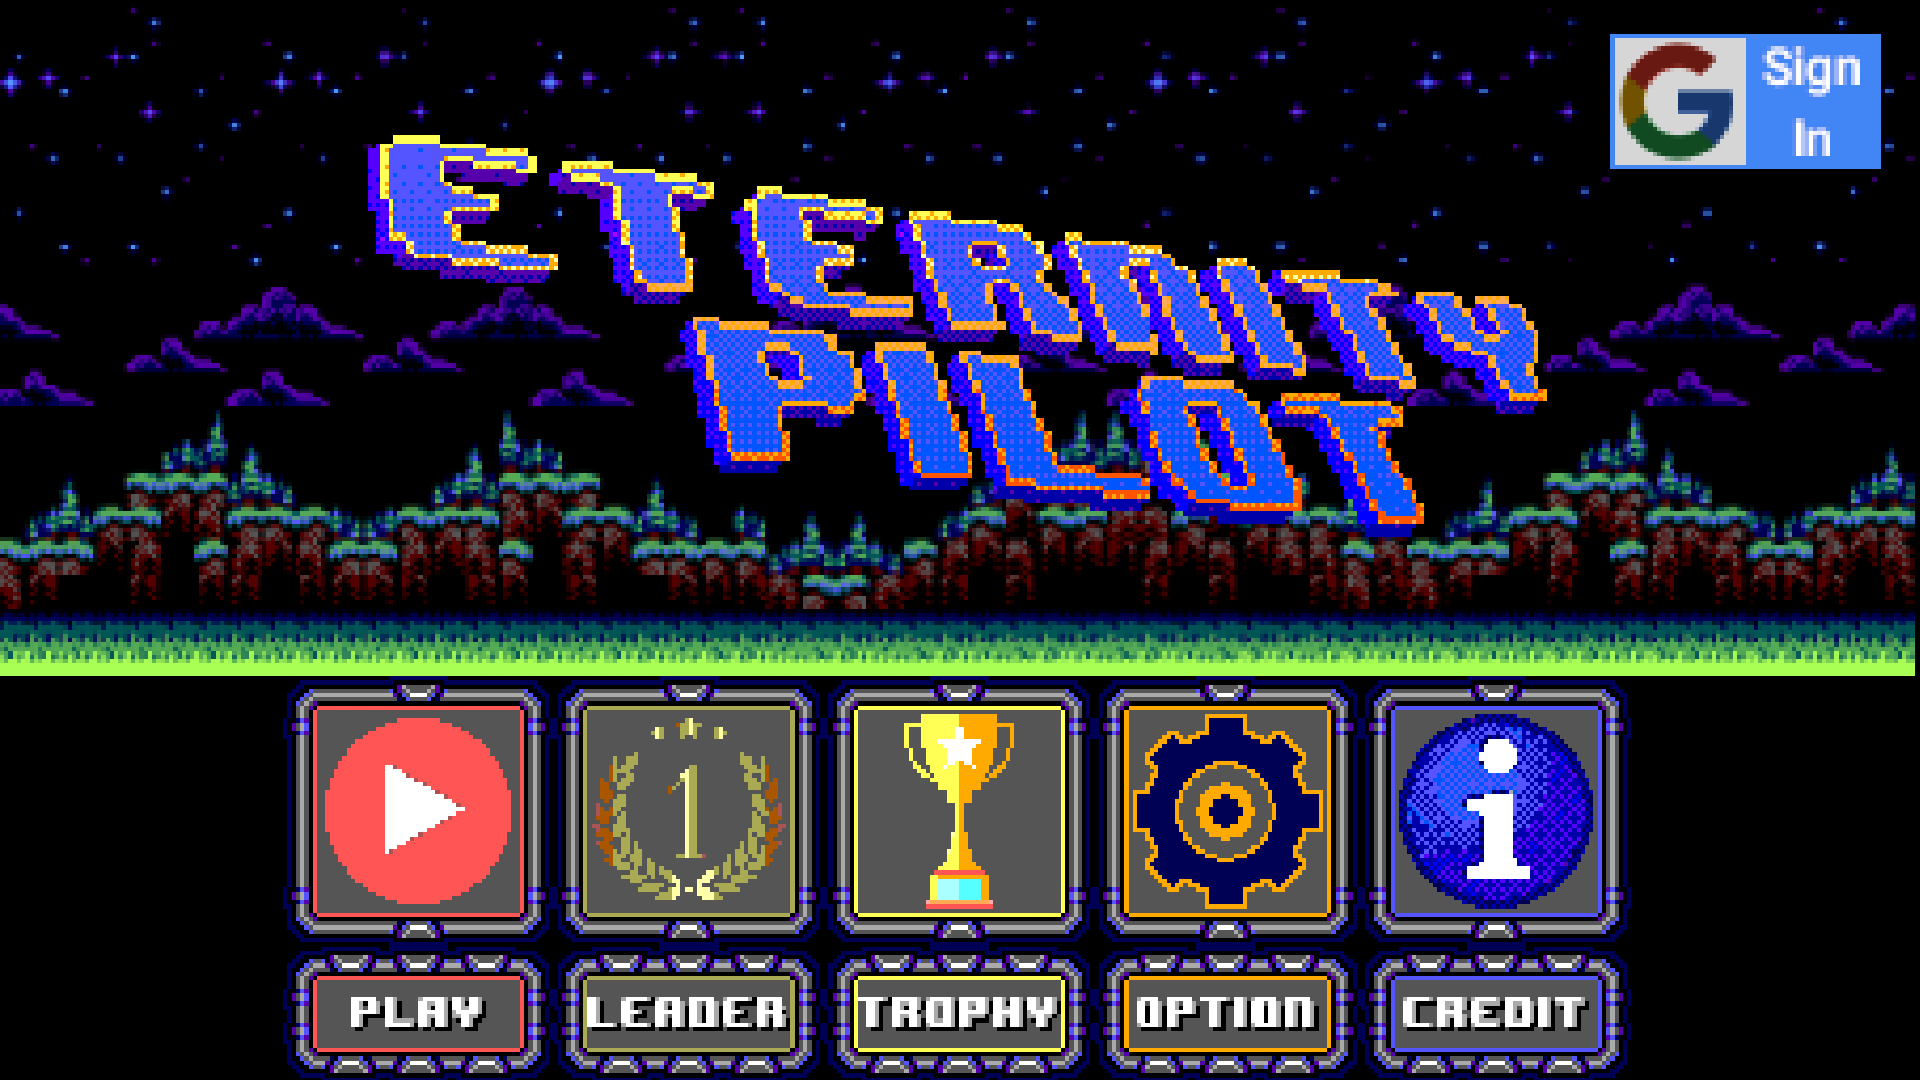 Sign
In
ETERNITY
PILOT
1
PLAY LEADER TROPHY OPTION CREDIT